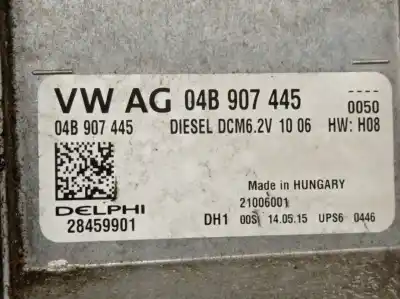 VW AG 04B 907 445
0050
04B 907 445 DIESEL DCM6.2V 10 06 HW: H08
Made in HUNGARY
21006001
DELPHI
28459901
DH1 00S 14.05.15 UPS6 0446